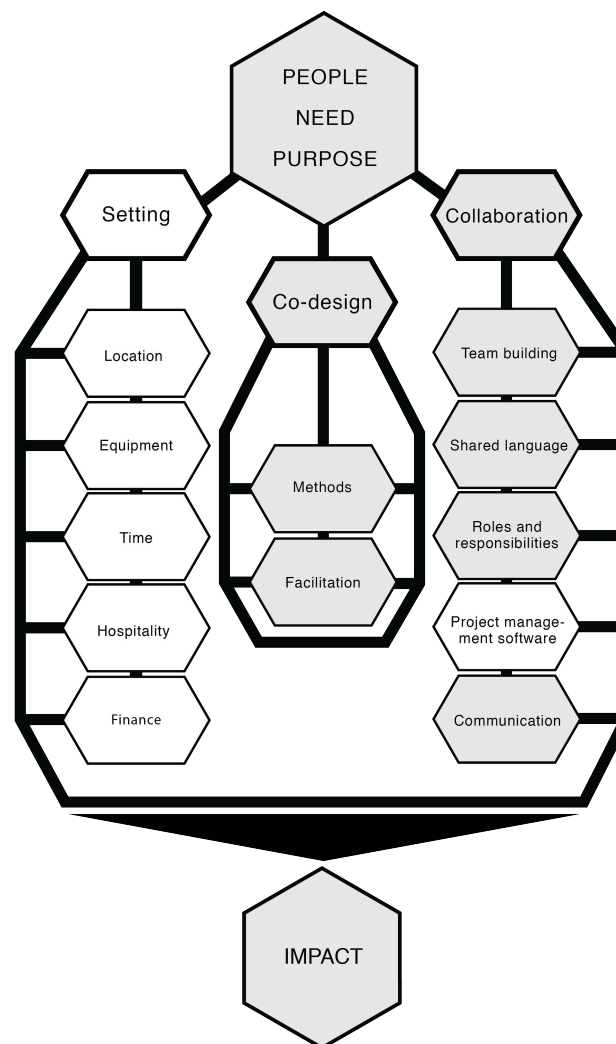 PEOPLE
NEED
PURPOSE
Setting
Collaboration
Co-design
Location
Equipment
Time
Hospitality
Finance
Methods
Facilitation
Team building
Shared language
Roles and
responsibilities
Project manage-
ment software
Communication
IMPACT